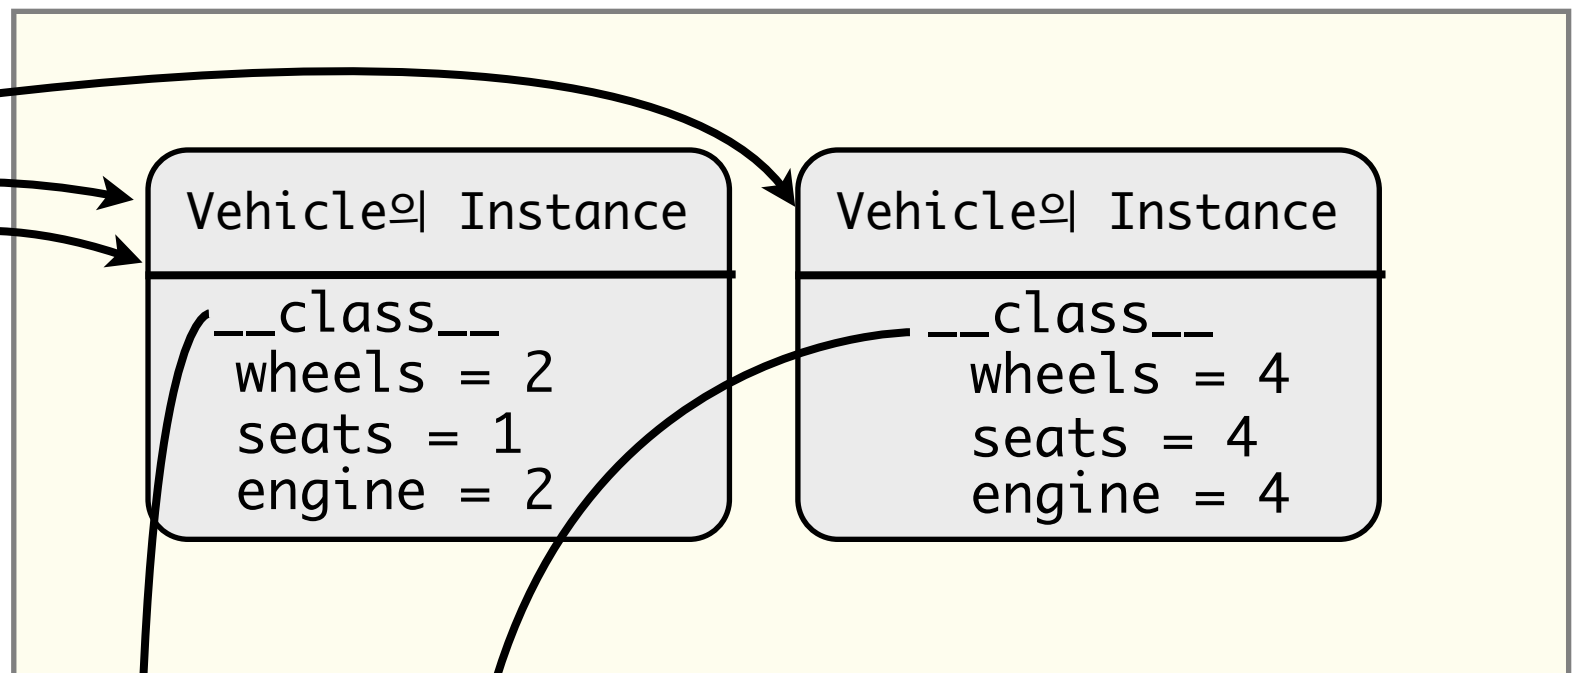 Vehicle의 Instance
__class__
wheels = 2
seats = 1
engine = 2
Vehicle의 Instance
__class__
wheels = 4
seats = 4
engine = 4